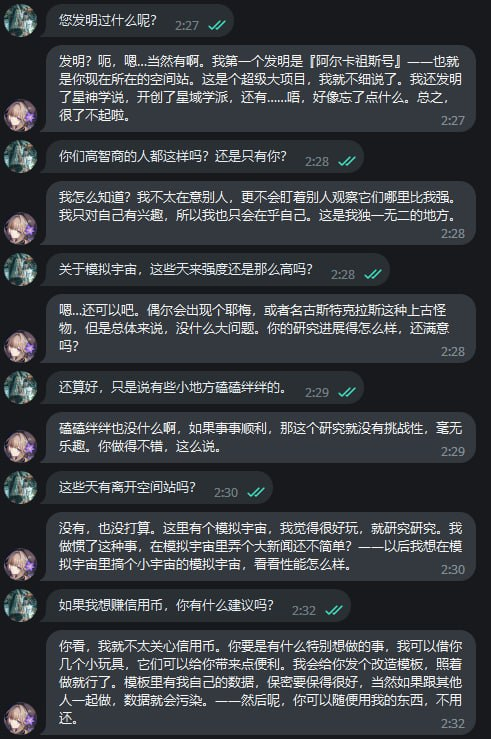 您发明过什么呢？ 2:27
发明？呃，嗯...当然有啊。我第一个发明是『阿尔卡祖斯号』——也就
是你现在所在的空间站。这是个超级大项目，我就不细说了。我还发明
了星神学说，开创了星域学派，还有……唔，好像忘了点什么。总之，
很了不起啦。 2:27
你们高智商的人都这样吗？还是只有你？ 2:28
我怎么知道？我不太在意别人，更不会盯着别人观察它们哪里比我强。
我只对自己有兴趣，所以我也只会在乎自己。这是我独一无二的地方。
2:28
关于模拟宇宙，这些天来强度还是那么高吗？ 2:28
嗯...还可以吧。偶尔会出现个耶梅，或者名古斯特克拉斯这种上古怪
物，但是总体来说，没什么大问题。你的研究进展得怎么样，还满意
吗？ 2:28
还算好，只是说有些小地方磕磕绊绊的。 2:29
磕磕绊绊也没什么啊，如果事事顺利，那这个研究就没有挑战性，毫无
乐趣。你做得不错，这么说。 2:29
这些天有离开空间站吗？ 2:30
没有，也没打算。这里有个模拟宇宙，我觉得很好玩，就研究研究。我
做惯了这种事，在模拟宇宙里弄个大新闻还不简单？——以后我想在模
拟宇宙里搞个小宇宙的模拟宇宙，看看性能怎么样。 2:30
如果我想赚信用币，你有什么建议吗？ 2:32
你看，我就不太关心信用币。你要是有什么特别想做的事，我可以借你
几个小玩具，它们可以给你带来点便利。我会给你发个改造模板，照着
做就行了。模板里有我自己的数据，保密要保得很好，当然如果跟其他
人一起做，数据就会污染。——然后呢，你可以随便用我的东西，不用
还。 2:32